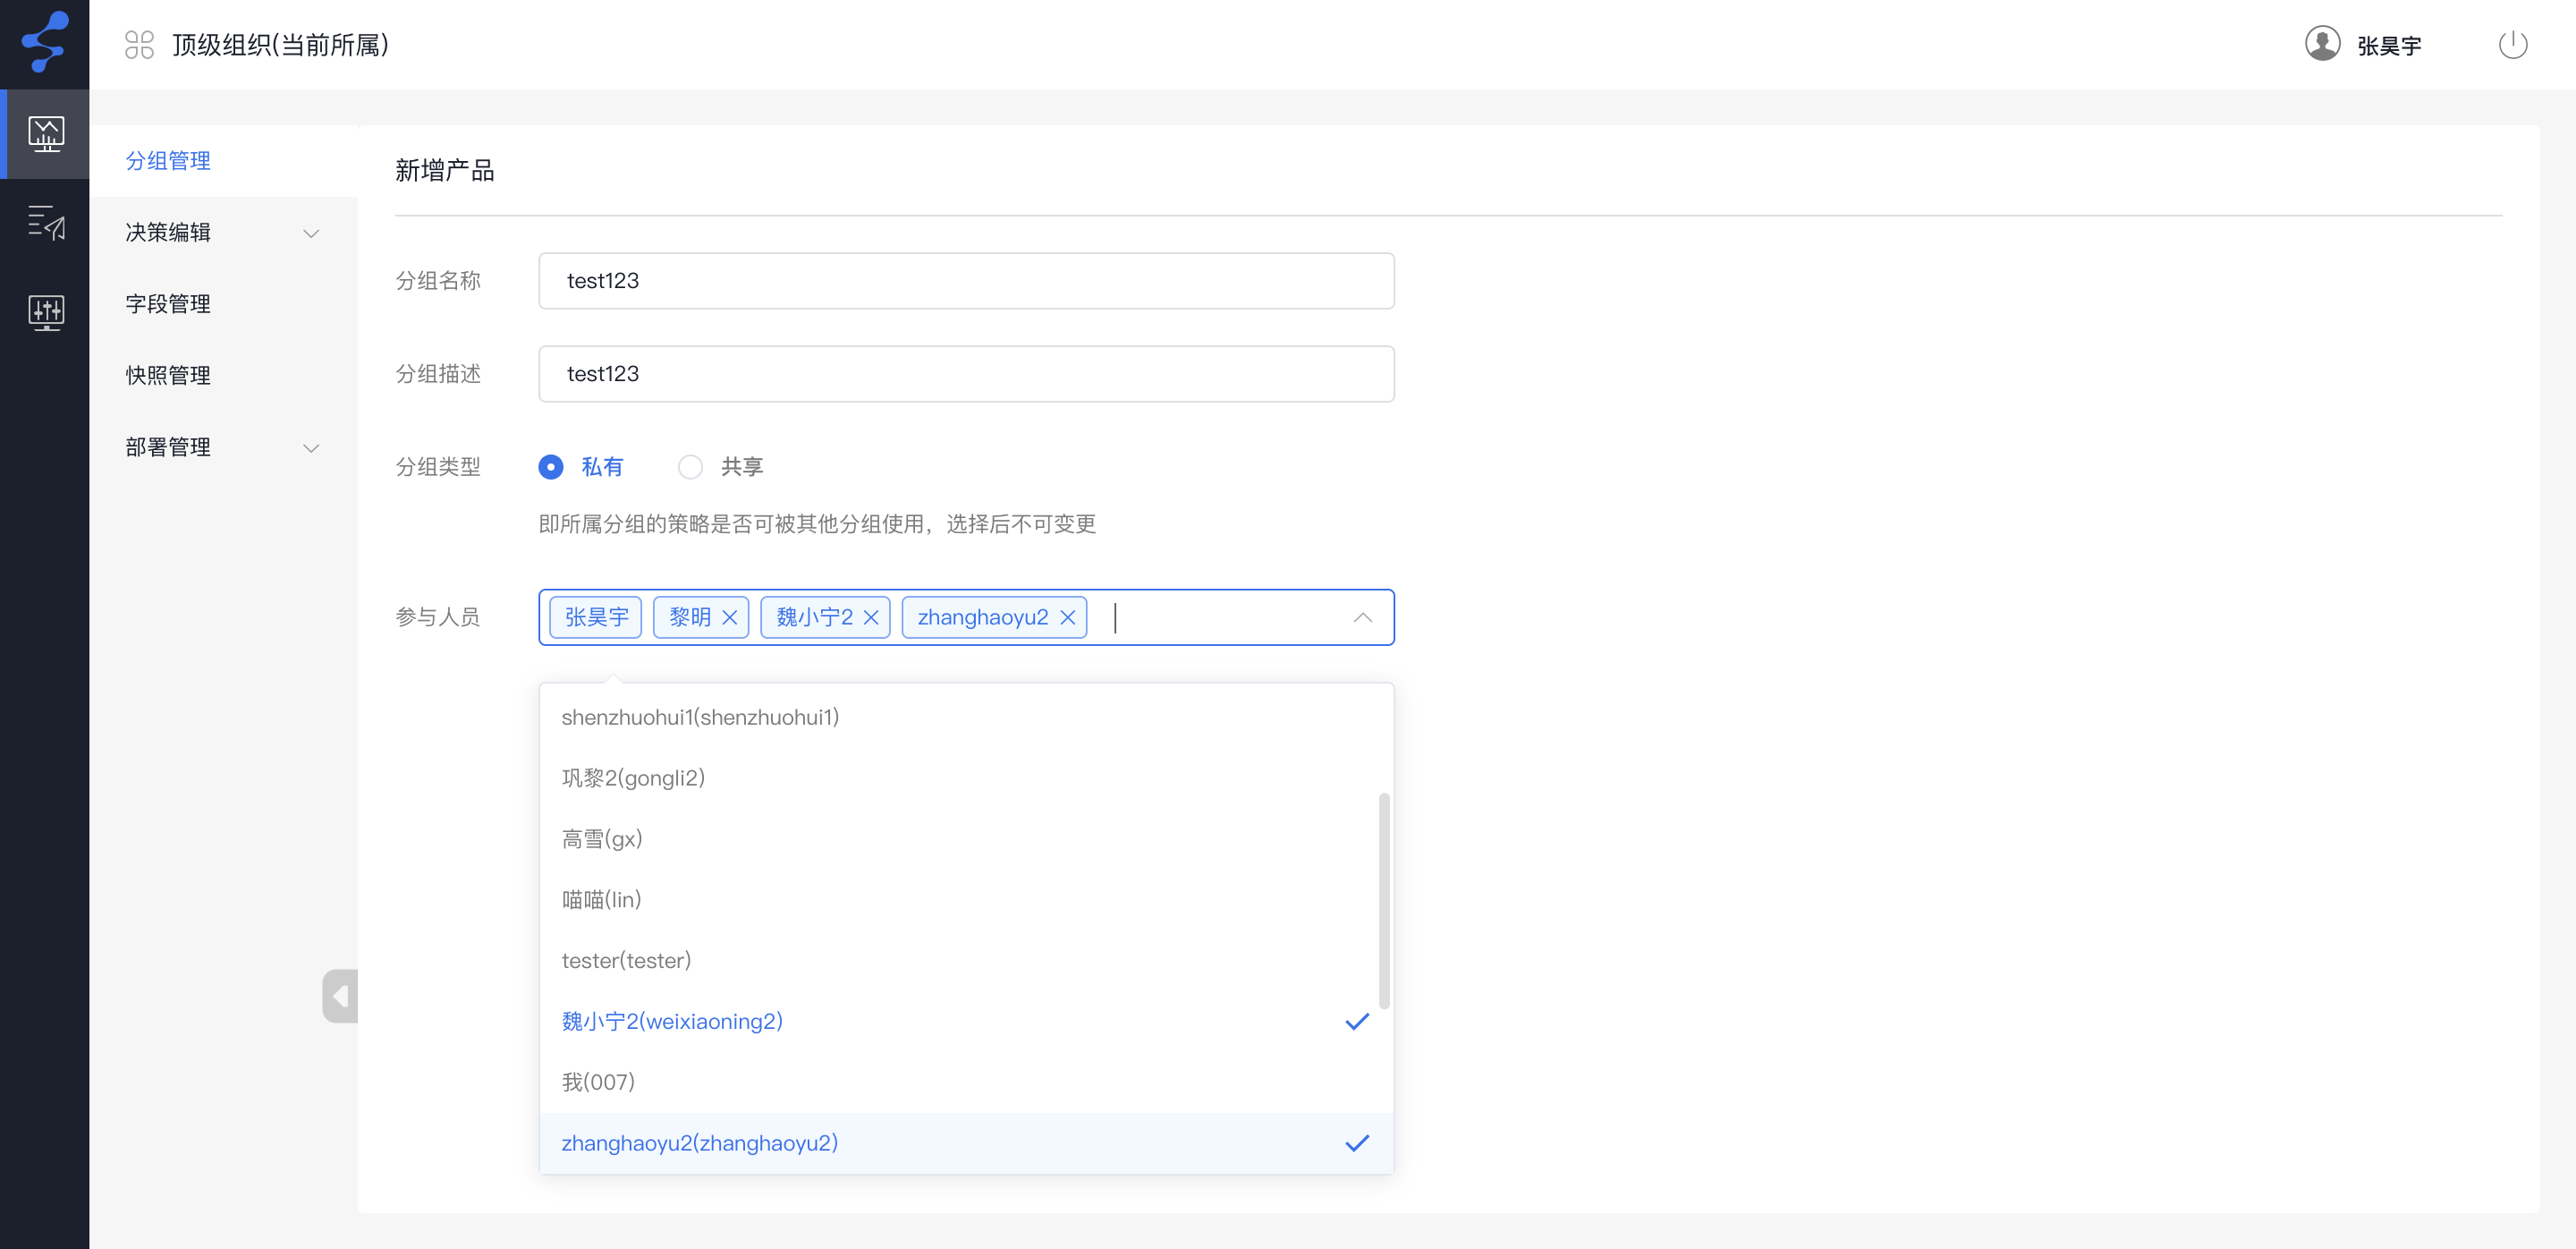 顶级组织(当前所属)
张昊宇
分组管理
决策编辑
字段管理
快照管理
部署管理
新增产品
分组名称
test123
分组描述
test123
分组类型
私有
共享
即所属分组的策略是否可被其他分组使用，选择后不可变更
参与人员
张昊宇
黎明
魏小宁2
zhanghaoyu2
shenzhuohui1(shenzhuohui1)
巩黎2(gongli2)
高雪(gx)
喵喵(lin)
tester(tester)
魏小宁2(weixiaoning2)
我(007)
zhanghaoyu2(zhanghaoyu2)